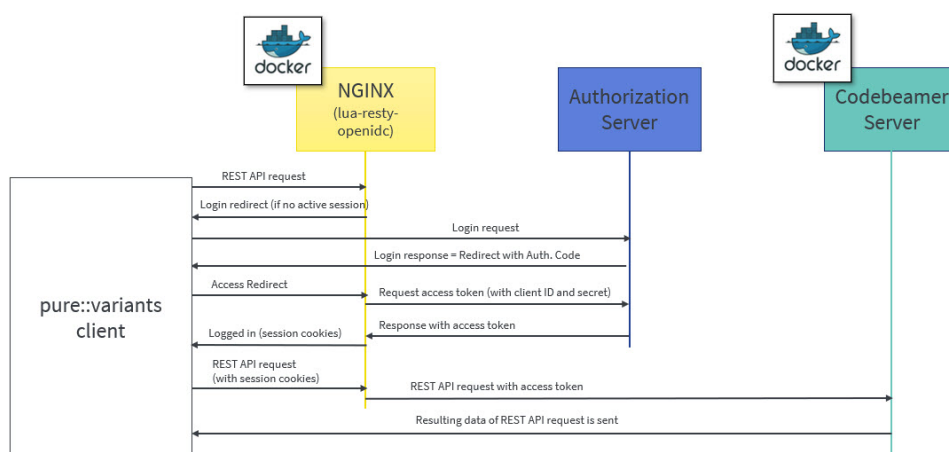 docker
docker
NGINX
(lua-resty-
openidc)
Authorization
Server
Codebeamer
Server
pure::variants
client
REST API request
Login redirect (if no active session)
Login request
Login response = Redirect with Auth. Code
Access Redirect
Request access token (with client ID and secret)
Response with access token
Logged in (session cookies)
REST API request
(with session cookies)
REST API request with access token
Resulting data of REST API request is sent